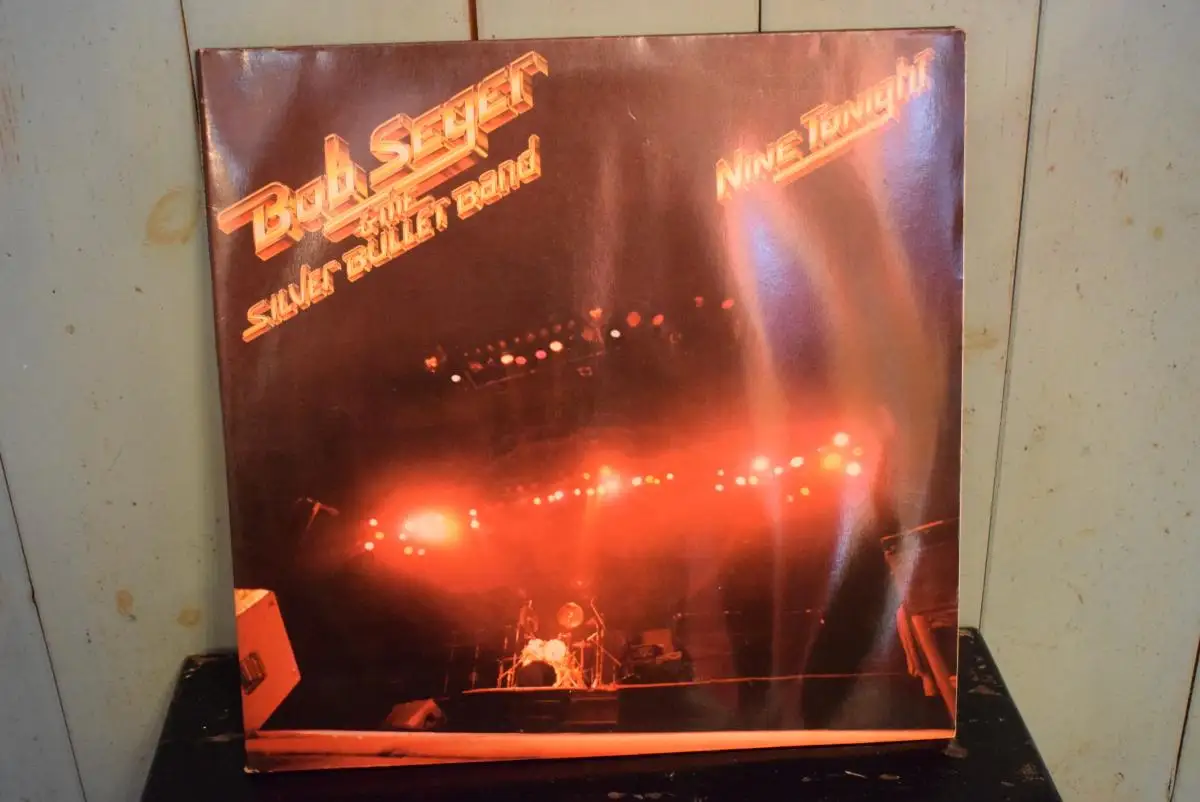 Bob Seger
& THE
SILVER BULLET BAND
NINE TONIGHT